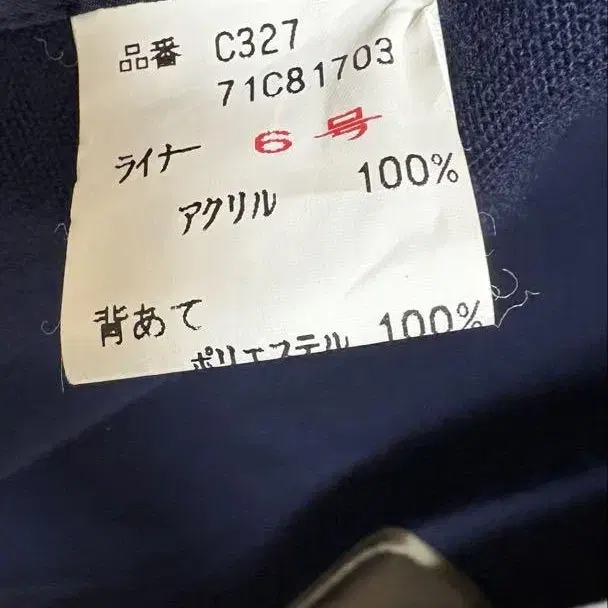 品番 C327
71C81703
6号
ライナー
アクリル 100%
背あて
ポリエステル 100%